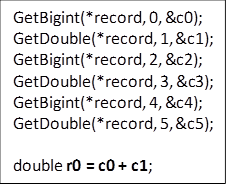 GetBigint(*record, 0, &c0);
GetDouble(*record, 1, &c1);
GetBigint(*record, 2, &c2);
GetDouble(*record, 3, &c3);
GetBigint(*record, 4, &c4);
GetDouble(*record, 5, &c5);
double r0 = c0 + c1;